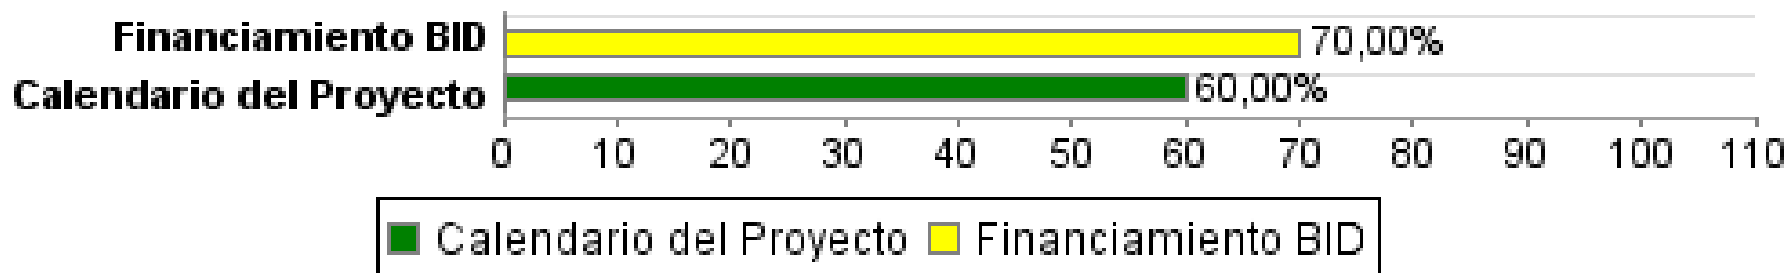 Financiamiento BID 70,00%
Calendario del Proyecto 60,00%
0 10 20 30 40 50 60 70 80 90 100 110
Calendario del Proyecto Financiamiento BID